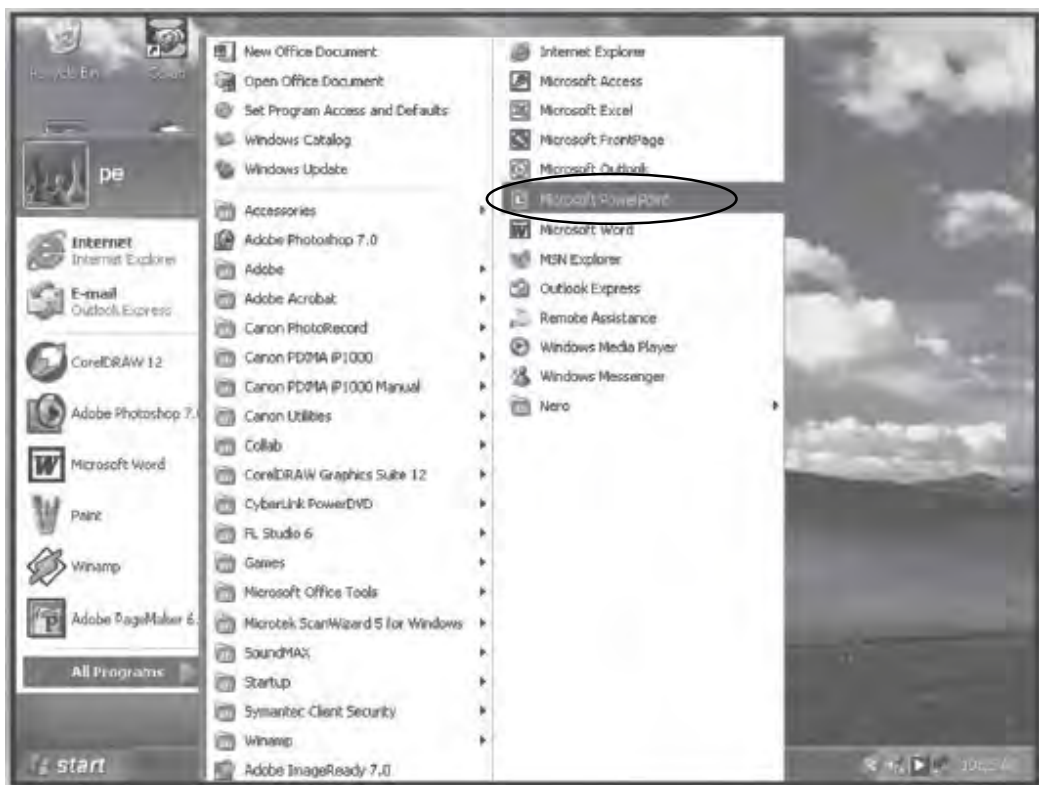 Recycle Bin
pe
Internet
Internet Explorer
E-mail
Outlook Express
CorelDRAW 12
Adobe Photoshop 7.
Microsoft Word
Paint
Winamp
Adobe PageMaker 6.
All Programs
start
New Office Document
Open Office Document
Set Program Access and Defaults
Windows Catalog
Windows Update
Accessories
Adobe Photoshop 7.0
Adobe
Adobe Acrobat
Canon PhotoRecord
Canon PIXMA iP1000
Canon PIXMA iP1000 Manual
Canon Utilities
Collab
CorelDRAW Graphics Suite 12
CyberLink PowerDVD
FL Studio 6
Games
Microsoft Office Tools
Microtek ScanWizard 5 for Windows
SoundMAX
Startup
Symantec Client Security
Winamp
Adobe ImageReady 7.0
Internet Explorer
Microsoft Access
Microsoft Excel
Microsoft FrontPage
Microsoft Outlook
Microsoft PowerPoint
Microsoft Word
MSN Explorer
Outlook Express
Remote Assistance
Windows Media Player
Windows Messenger
Nero